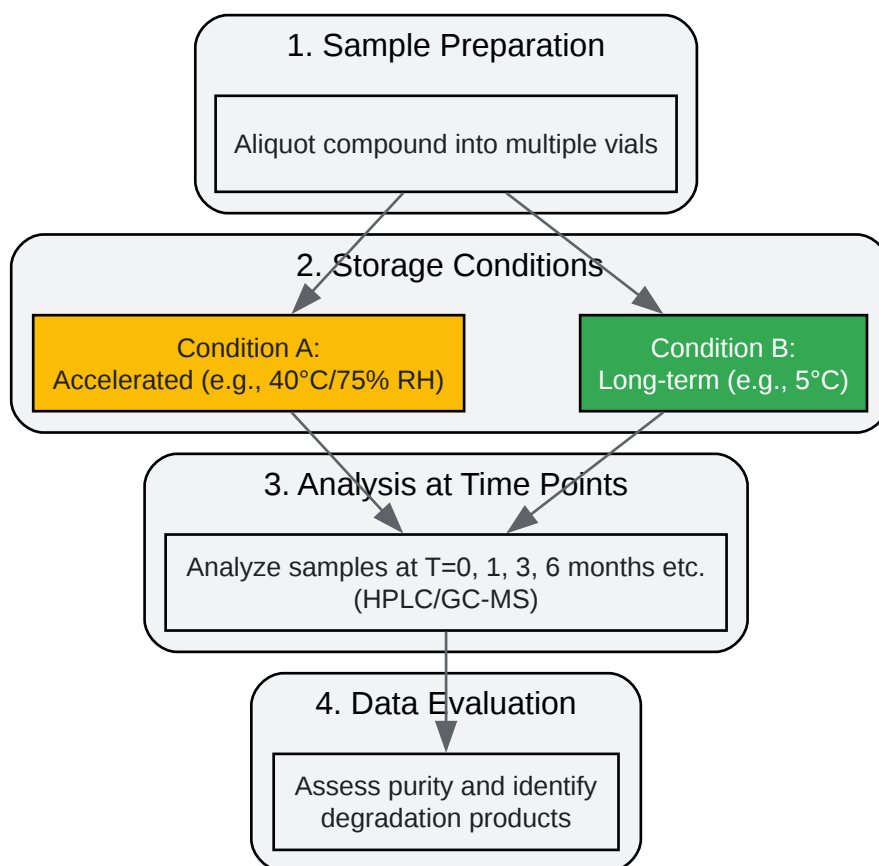 1. Sample Preparation
Aliquot compound into multiple vials
2. Storage Conditions
Condition A:
Accelerated (e.g., 40°C/75% RH)
Condition B:
Long-term (e.g., 5°C)
3. Analysis at Time Points
Analyze samples at T=0, 1, 3, 6 months etc.
(HPLC/GC-MS)
4. Data Evaluation
Assess purity and identify
degradation products